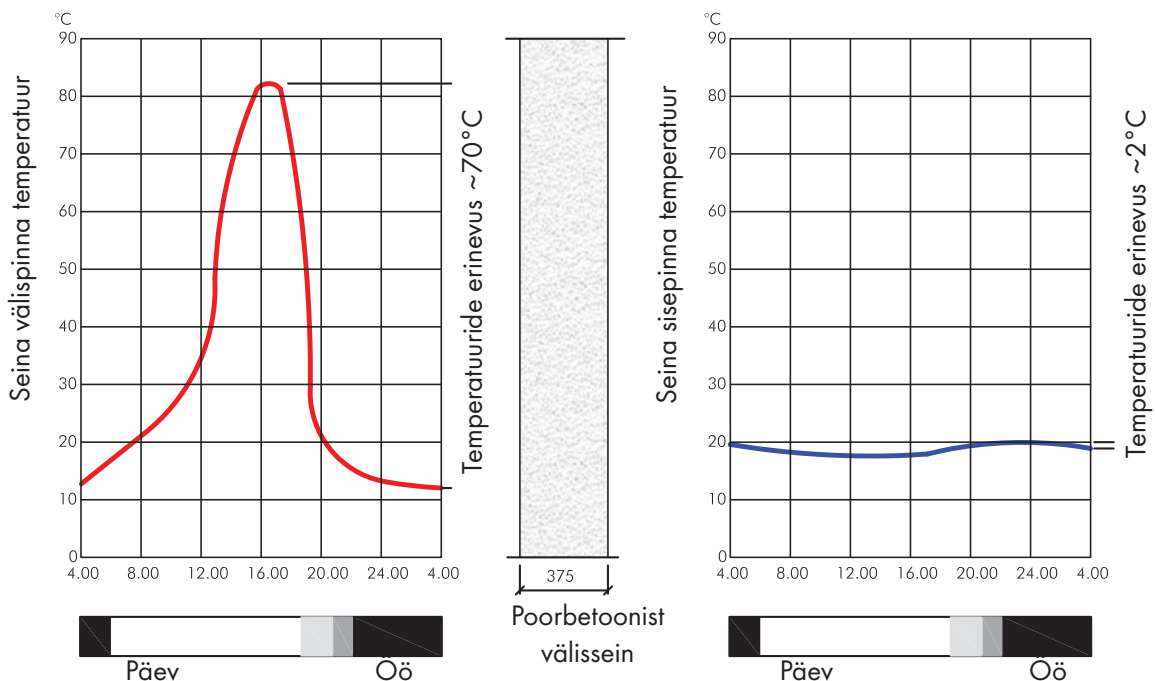 °C
90
80
70
60
50
40
30
20
10
0
4.00 8.00 12.00 16.00 20.00 24.00 4.00
Seina välispinna temperatuur
Temperatuuride erinevus ~70°C
Päev Öö
375
Poorbetoonist
välissein
°C
90
80
70
60
50
40
30
20
10
0
4.00 8.00 12.00 16.00 20.00 24.00 4.00
Seina sisepinna temperatuur
Temperatuuride erinevus ~2°C
Päev Öö